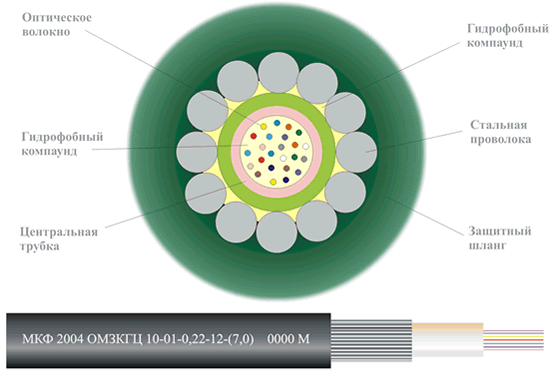 Оптическое
волокно
Гидрофобный
компаунд
Гидрофобный
компаунд
Стальная
проволока
Центральная
трубка
Защитный
шланг
МКФ 2004 ОМЗКГЦ 10-01-0,22-12-(7,0) 0000 М